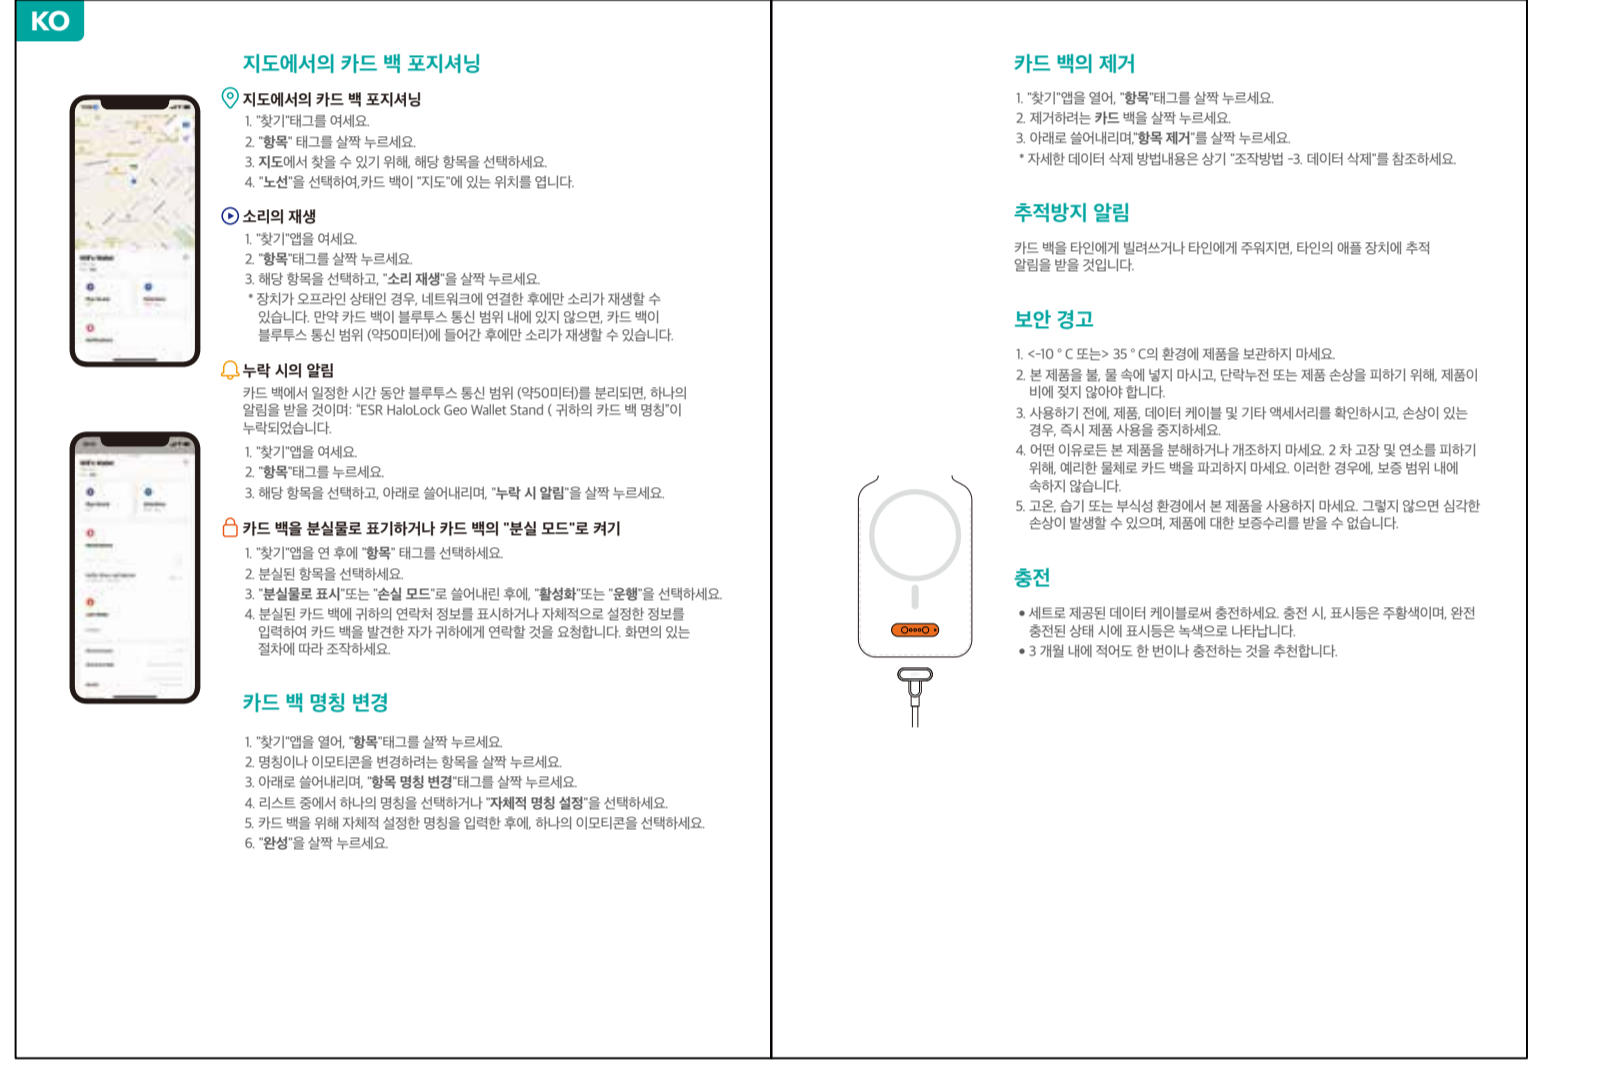 KO
지도에서의 카드 백 포지셔닝
지도에서의 카드 백 포지셔닝
1. "찾기"태그를 여세요.
2. "항목" 태그를 살짝 누르세요.
3. 지도에서 찾을 수 있기 위해, 해당 항목을 선택하세요.
4. "노선"을 선택하여,카드 백이 "지도"에 있는 위치를 엽니다.
소리의 재생
1. "찾기"앱을 여세요.
2. "항목"태그를 살짝 누르세요.
3. 해당 항목을 선택하고, "소리 재생"을 살짝 누르세요.
* 장치가 오프라인 상태인 경우, 네트워크에 연결한 후에만 소리가 재생할 수
있습니다. 만약 카드 백이 블루투스 통신 범위 내에 있지 않으면, 카드 백이
블루투스 통신 범위 (약50미터)에 들어간 후에만 소리가 재생할 수 있습니다.
누락 시의 알림
카드 백에서 일정한 시간 동안 블루투스 통신 범위 (약50미터)를 분리되면, 하나의
알림을 받을 것이며: "ESR HaloLock Geo Wallet Stand ( 귀하의 카드 백 명칭"이
누락되었습니다.
1. "찾기"앱을 여세요.
2. "항목"태그를 누르세요.
3. 해당 항목을 선택하고, 아래로 쓸어내리며, "누락 시 알림"을 살짝 누르세요.
카드 백을 분실물로 표기하거나 카드 백의 "분실 모드"로 켜기
1. "찾기"앱을 연 후에 "항목" 태그를 선택하세요.
2. 분실된 항목을 선택하세요.
3. "분실물로 표시"또는 "손실 모드"로 쓸어내린 후에, "활성화"또는 "운행"을 선택하세요.
4. 분실된 카드 백에 귀하의 연락처 정보를 표시하거나 자체적으로 설정한 정보를
입력하여 카드 백을 발견한 자가 귀하에게 연락할 것을 요청합니다. 화면의 있는
절차에 따라 조작하세요.
카드 백 명칭 변경
1. "찾기"앱을 열어, "항목"태그를 살짝 누르세요.
2. 명칭이나 이모티콘을 변경하려는 항목을 살짝 누르세요.
3. 아래로 쓸어내리며, "항목 명칭 변경"태그를 살짝 누르세요.
4. 리스트 중에서 하나의 명칭을 선택하거나 "자체적 명칭 설정"을 선택하세요.
5. 카드 백을 위해 자체적 설정한 명칭을 입력한 후에, 하나의 이모티콘을 선택하세요.
6. "완성"을 살짝 누르세요.
카드 백의 제거
1. "찾기"앱을 열어, "항목"태그를 살짝 누르세요.
2. 제거하려는 카드 백을 살짝 누르세요.
3. 아래로 쓸어내리며,"항목 제거"를 살짝 누르세요.
* 자세한 데이터 삭제 방법내용은 상기 "조작방법 -3. 데이터 삭제"를 참조하세요.
추적방지 알림
카드 백을 타인에게 빌려쓰거나 타인에게 주워지면, 타인의 애플 장치에 추적
알림을 받을 것입니다.
보안 경고
1. <-10 ° C 또는> 35 ° C의 환경에 제품을 보관하지 마세요.
2. 본 제품을 불, 물 속에 넣지 마시고, 단락누전 또는 제품 손상을 피하기 위해, 제품이
비에 젖지 않아야 합니다.
3. 사용하기 전에, 제품, 데이터 케이블 및 기타 액세서리를 확인하시고, 손상이 있는
경우, 즉시 제품 사용을 중지하세요.
4. 어떤 이유로든 본 제품을 분해하거나 개조하지 마세요. 2 차 고장 및 연소를 피하기
위해, 예리한 물체로 카드 백을 파괴하지 마세요. 이러한 경우에, 보증 범위 내에
속하지 않습니다.
5. 고온, 습기 또는 부식성 환경에서 본 제품을 사용하지 마세요. 그렇지 않으면 심각한
손상이 발생할 수 있으며, 제품에 대한 보증수리를 받을 수 없습니다.
충전
● 세트로 제공된 데이터 케이블로써 충전하세요. 충전 시, 표시등은 주황색이며, 완전
충전된 상태 시에 표시등은 녹색으로 나타납니다.
● 3 개월 내에 적어도 한 번이나 충전하는 것을 추천합니다.